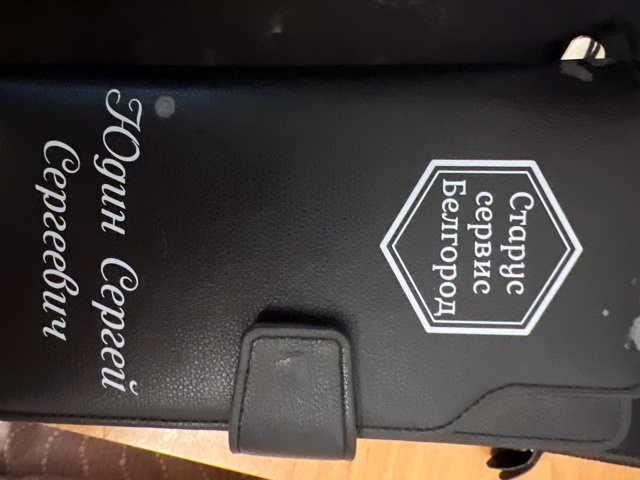 Старус
сервис
Белгород
Юдин Сергей
Сергеевич